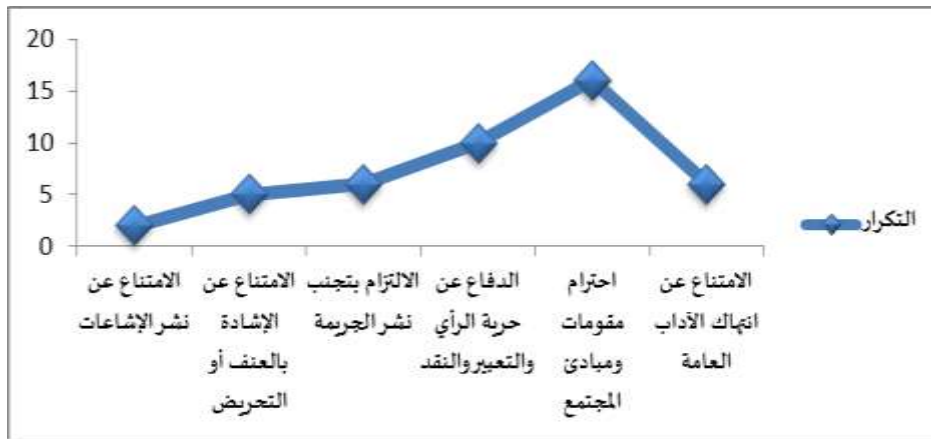 20
15
10
5
0
التكرار
الامتناع عن
نشر الإشاعات
الامتناع عن
الإشادة
بالعنف أو
التحريض
الالتزام بتجنب
نشر الجريمة
الدفاع عن
حرية الرأي
والتعبير والنقد
احترام
مقومات
ومبادئ
المجتمع
الامتناع عن
انتهاك الآداب
العامة